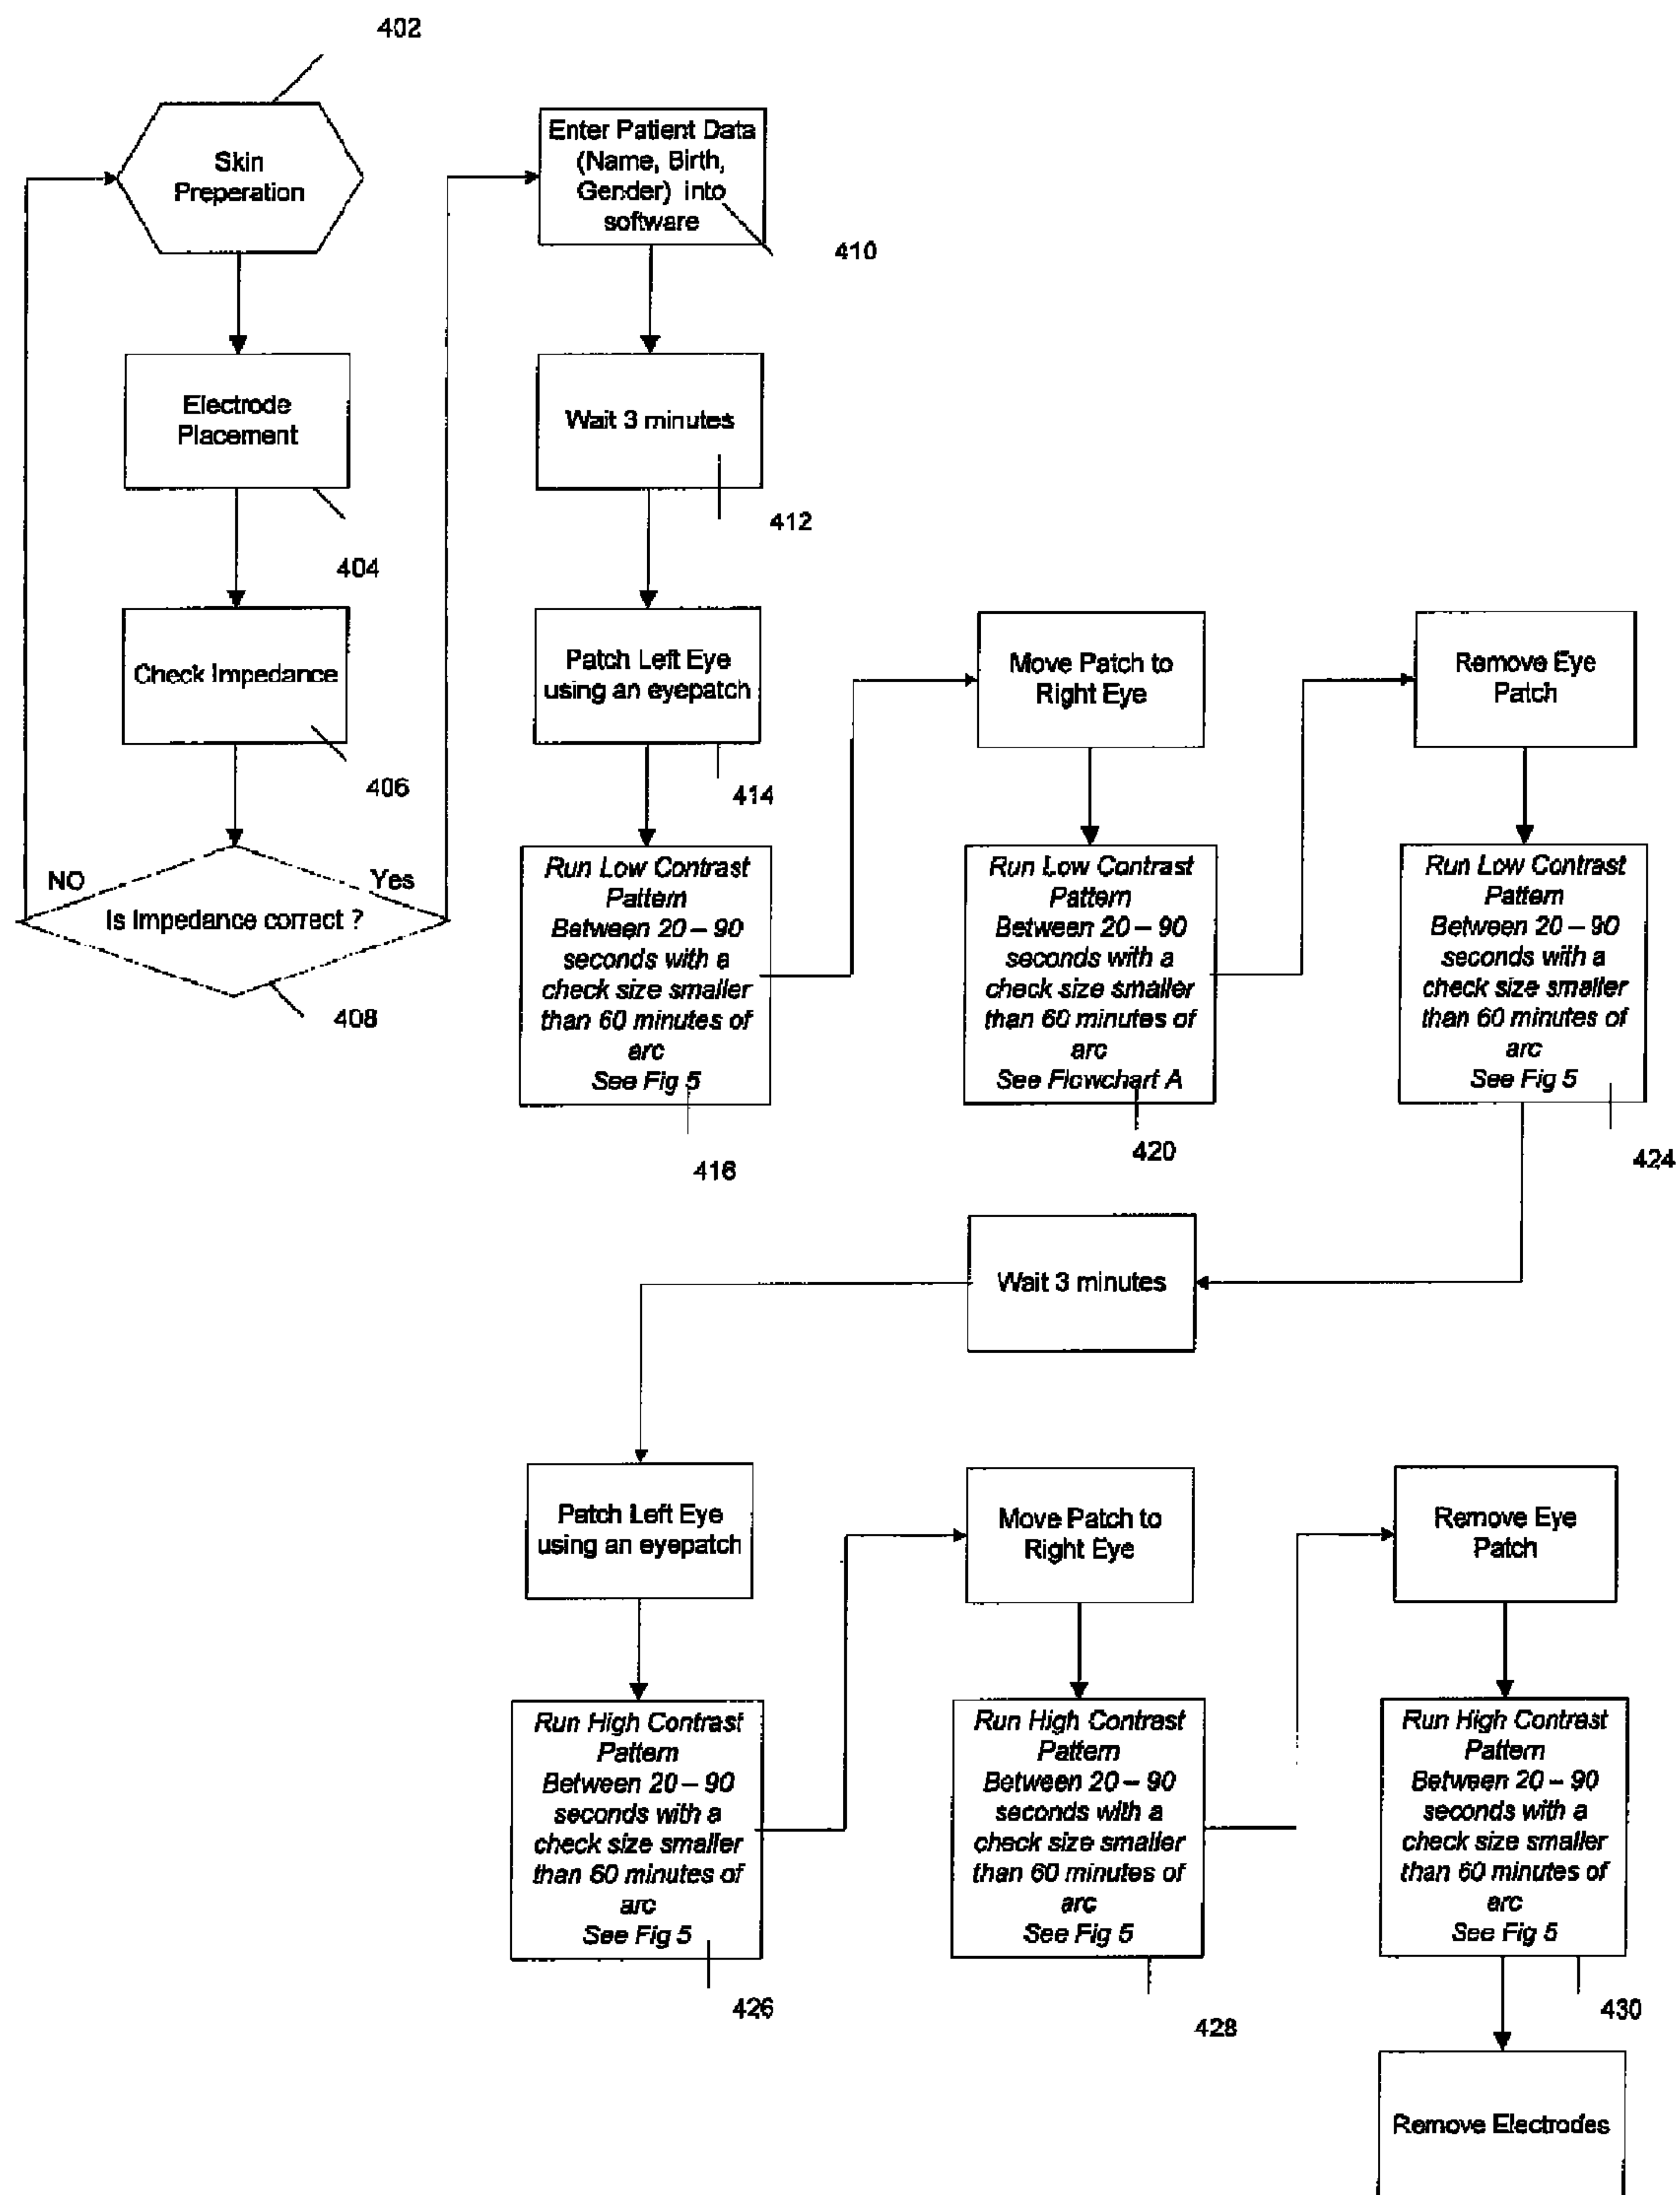 402
Skin
Preperation
Electrode
Placement
404
Check Impedance
406
NO
Yes
Is Impedance correct ?
408
Enter Patient Data
(Name, Birth,
Gender) into
software
410
Wait 3 minutes
412
Patch Left Eye
using an eyepatch
414
Run Low Contrast
Pattern
Between 20 – 90
seconds with a
check size smaller
than 60 minutes of
arc
See Fig 5
416
Move Patch to
Right Eye
Run Low Contrast
Pattern
Between 20 – 90
seconds with a
check size smaller
than 60 minutes of
arc
See Flowchart A
420
Remove Eye
Patch
Run Low Contrast
Pattern
Between 20 – 90
seconds with a
check size smaller
than 60 minutes of
arc
See Fig 5
424
Wait 3 minutes
Patch Left Eye
using an eyepatch
Run High Contrast
Pattern
Between 20 – 90
seconds with a
check size smaller
than 60 minutes of
arc
See Fig 5
426
Move Patch to
Right Eye
Run High Contrast
Pattern
Between 20 – 90
seconds with a
check size smaller
than 60 minutes of
arc
See Fig 5
428
Remove Eye
Patch
Run High Contrast
Pattern
Between 20 – 90
seconds with a
check size smaller
than 60 minutes of
arc
See Fig 5
430
Remove Electrodes